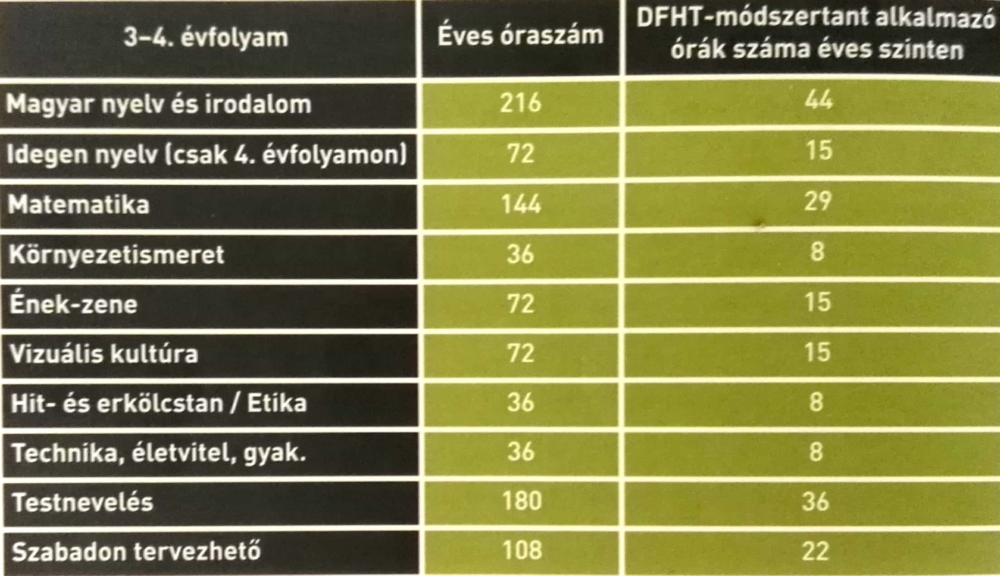 3–4. évfolyam Éves óraszám DFHT-módszertant alkalmazó
órák száma éves szinten
Magyar nyelv és irodalom 216 44
Idegen nyelv (csak 4. évfolyamon) 72 15
Matematika 144 29
Környezetismeret 36 8
Ének-zene 72 15
Vizuális kultúra 72 15
Hit- és erkölcstan / Etika 36 8
Technika, életvitel, gyak. 36 8
Testnevelés 180 36
Szabadon tervezhető 108 22